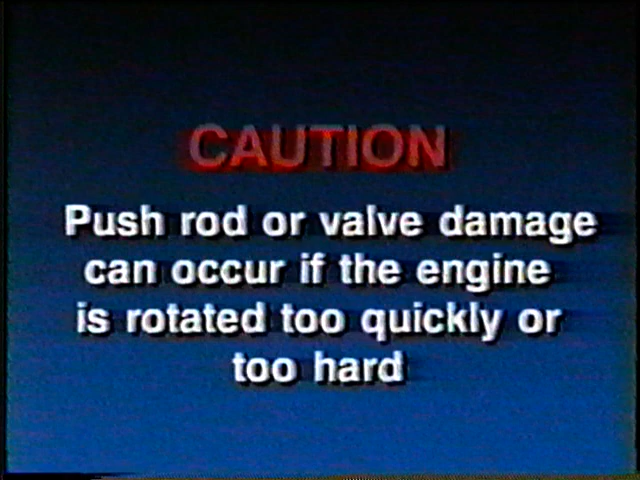 CAUTION
Push rod or valve damage
can occur if the engine
is rotated too quickly or
too hard